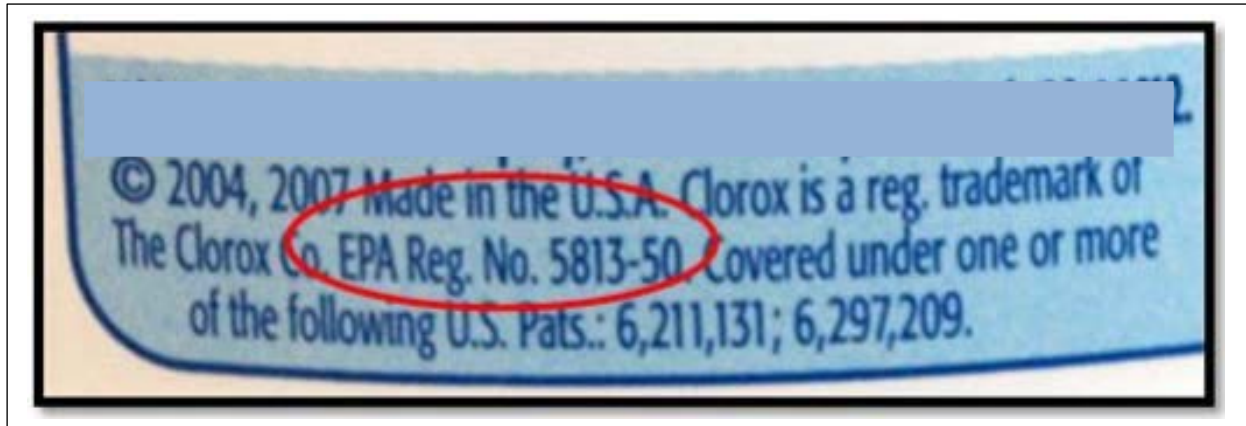 © 2004, 2007 Made in the U.S.A. Clorox is a reg. trademark of
The Clorox Co. EPA Reg. No. 5813-50. Covered under one or more
of the following U.S. Pats.: 6,211,131; 6,297,209.